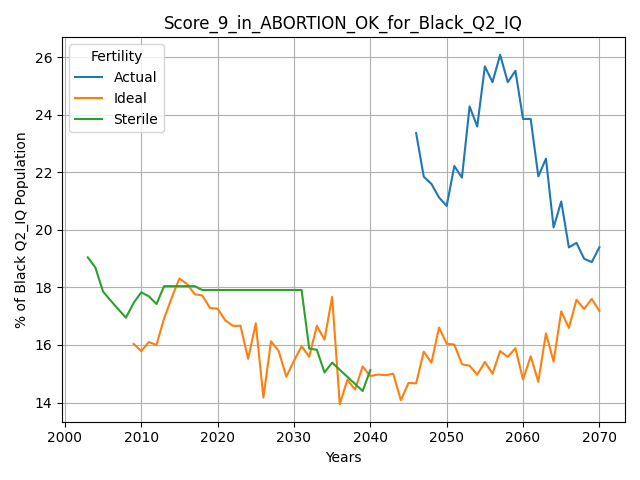 Score_9_in_ABORTION_OK_for_Black_Q2_IQ
Fertility
Actual
Ideal
Sterile
% of Black Q2_IQ Population
26
24
22
20
18
16
14
2000 2010 2020 2030 2040 2050 2060 2070
Years